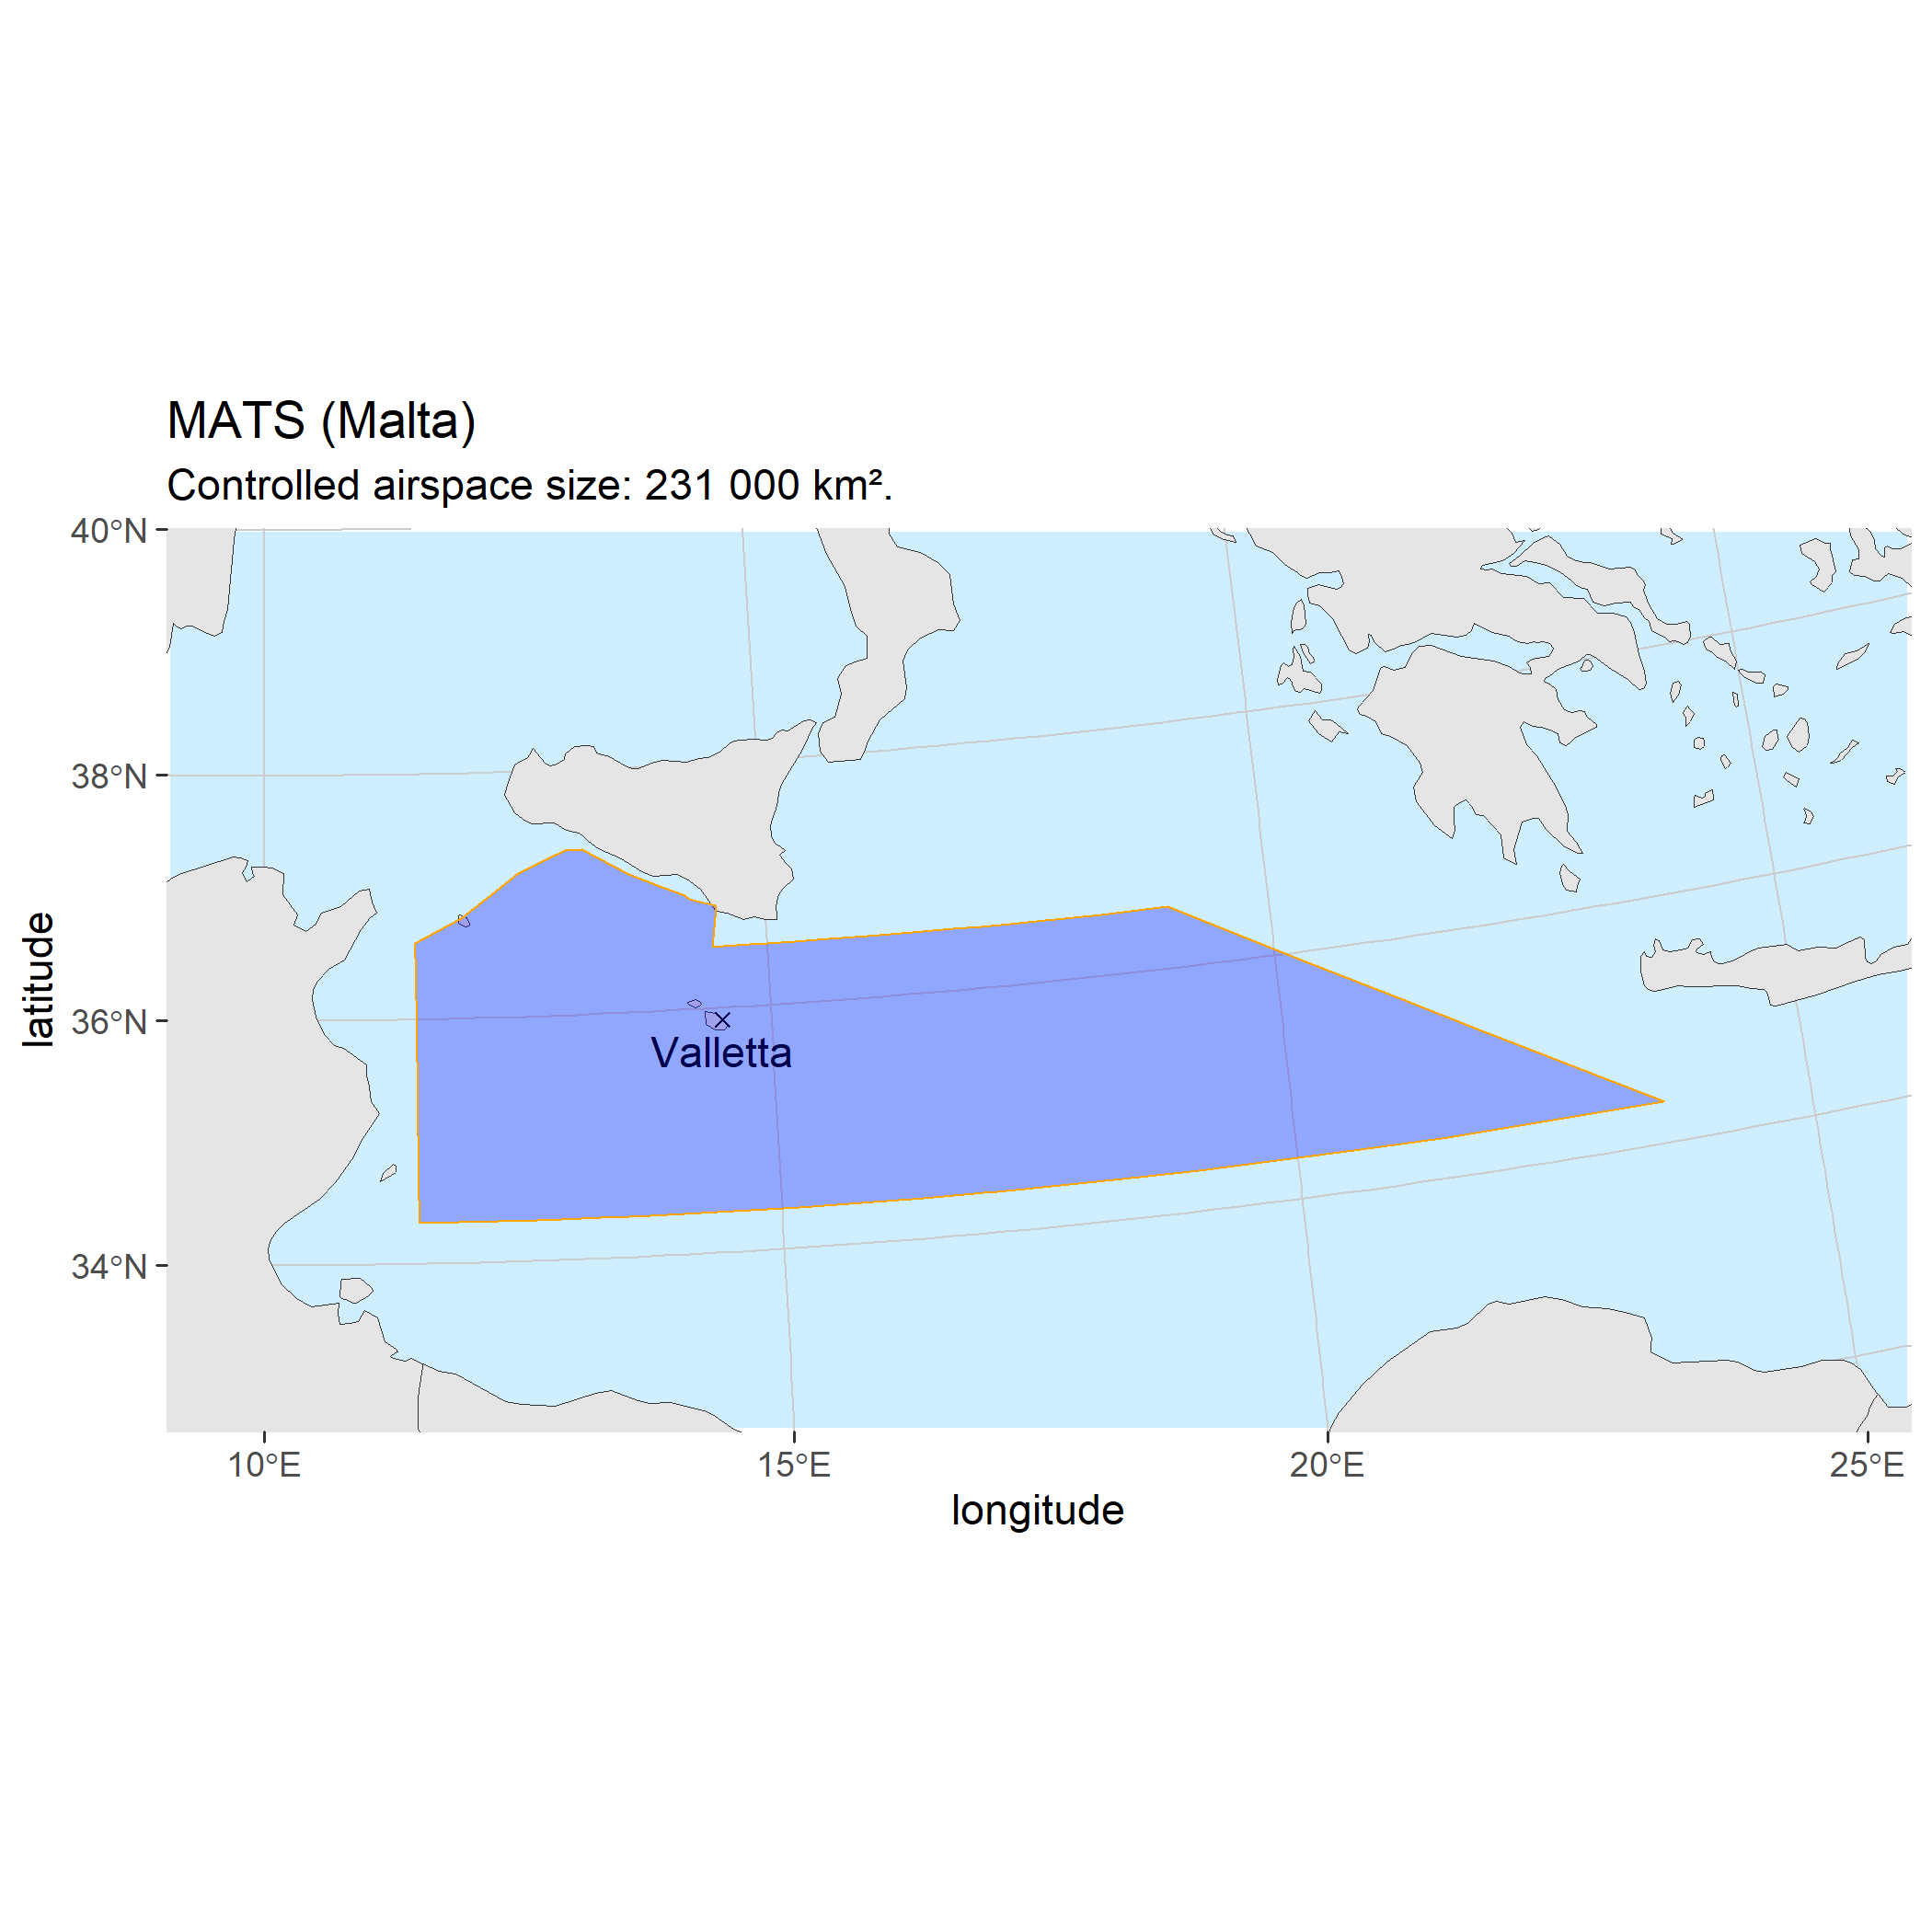 MATS (Malta)
Controlled airspace size: 231 000 km².
40°N
38°N
36°N
34°N
latitude
Valletta
10°E
15°E
20°E
25°E
longitude